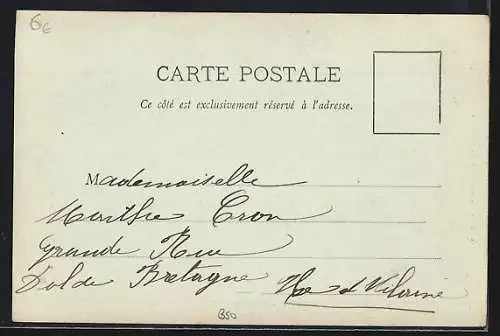 6€
CARTE POSTALE
Ce côté est exclusivement réservé à l'adresse.
Mademoiselle
Marthe Cron
Grande Rue
Dol de Bretagne Ille et Vilaine
B50